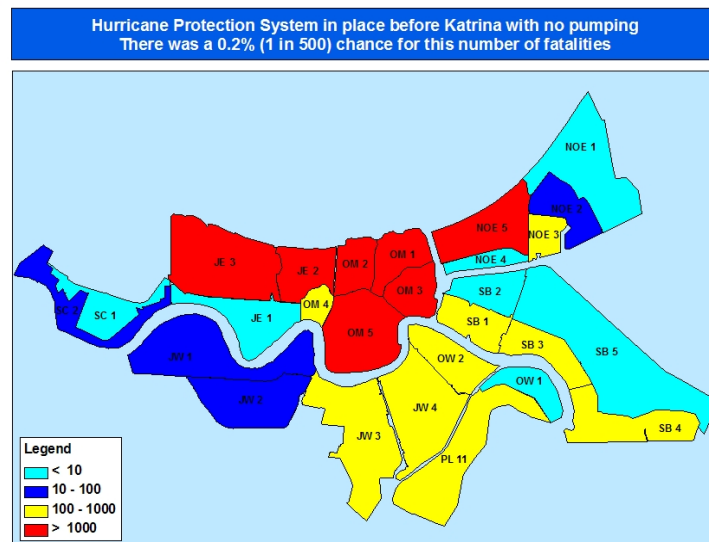 Hurricane Protection System in place before Katrina with no pumping
There was a 0.2% (1 in 500) chance for this number of fatalities
NOE 1
NOE 2
NOE 5
NOE 3
OM 1
OM 2
JE 3
JE 2
NOE 4
OM 3
SB 2
OM 4
SC 2
SC 1
JE 1
SB 1
OM 5
SB 3
SB 5
JW 1
OW 2
OW 1
JW 2
JW 4
SB 4
JW 3
PL 11
Legend
< 10
10 - 100
100 - 1000
> 1000